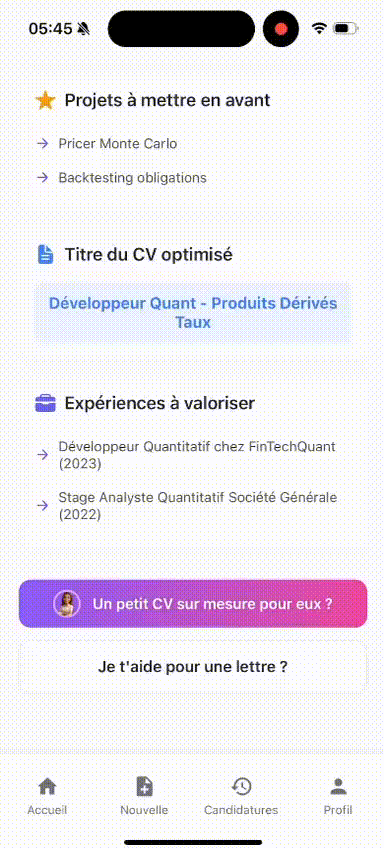 05:45
Projets à mettre en avant
Pricer Monte Carlo
Backtesting obligations
Titre du CV optimisé
Développeur Quant - Produits Dérivés
Taux
Expériences à valoriser
Développeur Quantitatif chez FinTechQuant
(2023)
Stage Analyste Quantitatif Société Générale
(2022)
Un petit CV sur mesure pour eux ?
Je t'aide pour une lettre ?
Accueil
Nouvelle
Candidatures
Profil